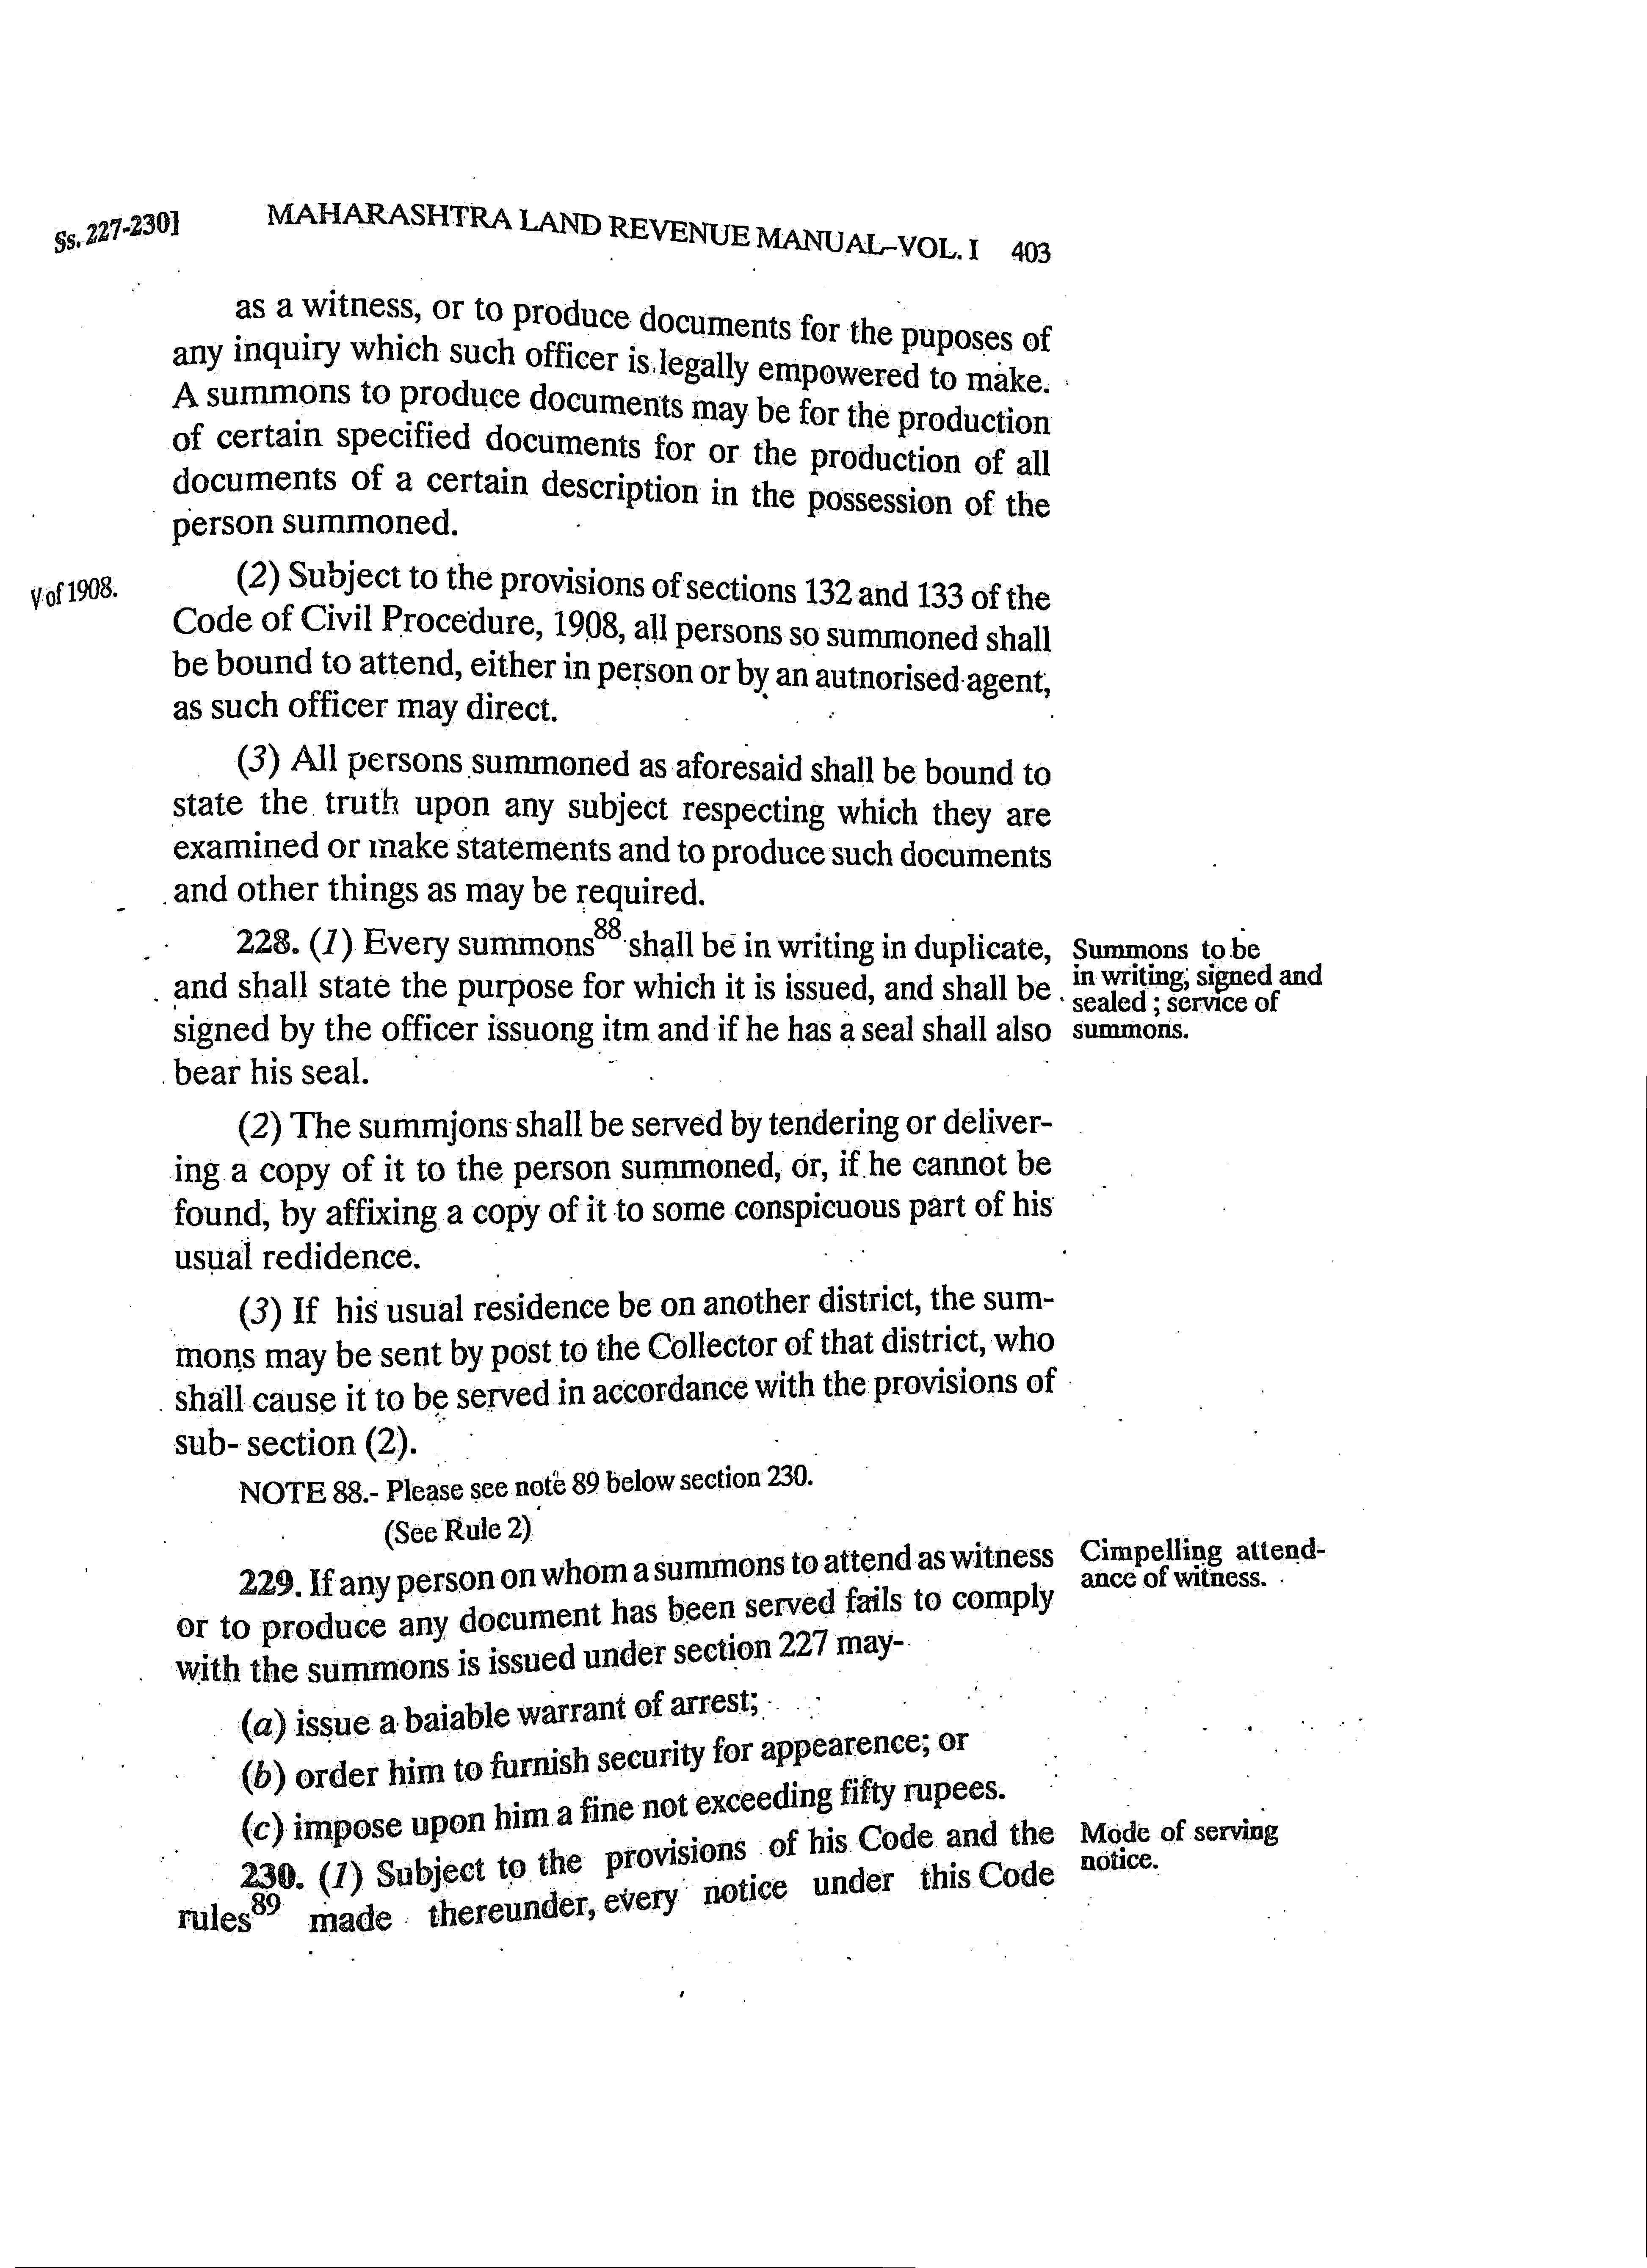 Ss. 227-230] MAHARASHTRA LAND REVENUE MANUAL–VOL. I 403
as a witness, or to produce documents for the puposes of
any inquiry which such officer is legally empowered to make.
A summons to produce documents may be for the production
of certain specified documents for or the production of all
documents of a certain description in the possession of the
person summoned.
V of 1908.
(2) Subject to the provisions of sections 132 and 133 of the
Code of Civil Procedure, 1908, all persons so summoned shall
be bound to attend, either in person or by an autnorised agent,
as such officer may direct.
(3) All persons summoned as aforesaid shall be bound to
state the truth upon any subject respecting which they are
examined or make statements and to produce such documents
and other things as may be required.
228. (1) Every summons88 shall be in writing in duplicate,
and shall state the purpose for which it is issued, and shall be
signed by the officer issuong itm and if he has a seal shall also
bear his seal.
Summons to be
in writing, signed and
sealed ; service of
summons.
(2) The summjons shall be served by tendering or deliver-
ing a copy of it to the person summoned, or, if he cannot be
found, by affixing a copy of it to some conspicuous part of his
usual redidence.
(3) If his usual residence be on another district, the sum-
mons may be sent by post to the Collector of that district, who
shall cause it to be served in accordance with the provisions of
sub- section (2).
NOTE 88.- Please see note 89 below section 230.
(See Rule 2)
229. If any person on whom a summons to attend as witness
or to produce any document has been served fails to comply
with the summons is issued under section 227 may-
Cimpelling attend-
ance of witness.
(a) issue a baiable warrant of arrest;
(b) order him to furnish security for appearence; or
(c) impose upon him a fine not exceeding fifty rupees.
230. (1) Subject to the provisions of his Code and the
rules89 made thereunder, every notice under this Code
Mode of serving
notice.